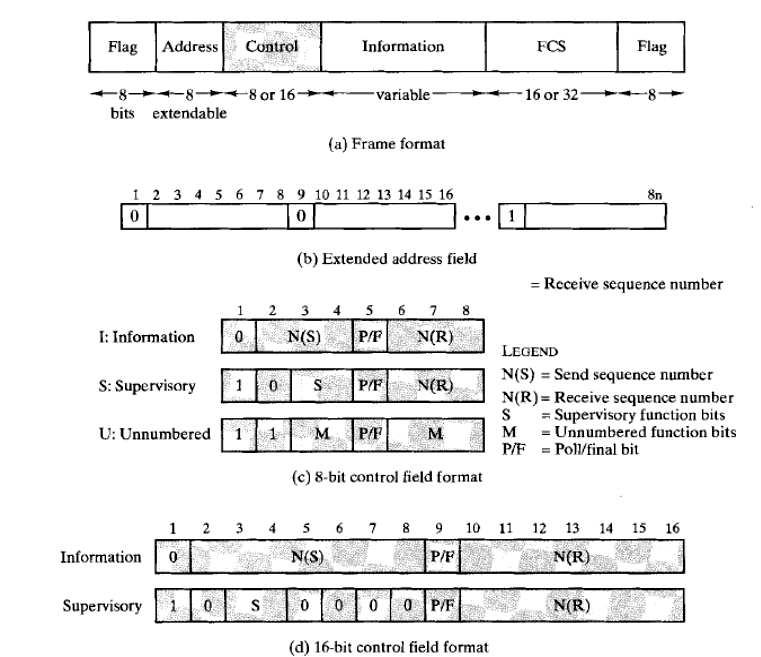 Flag Address Control Information FCS Flag
8 8 8 or 16 variable 16 or 32 8
bits extendable
(a) Frame format
1 2 3 4 5 6 7 8 9 10 11 12 13 14 15 16 8n
0 0 ••• 1
(b) Extended address field
= Receive sequence number
1 2 3 4 5 6 7 8
I: Information 0 N(S) P/F N(R)
LEGEND
N(S) = Send sequence number
S: Supervisory 1 0 S P/F N(R)
N(R) = Receive sequence number
S = Supervisory function bits
U: Unnumbered 1 1 M P/F M
M = Unnumbered function bits
P/F = Poll/final bit
(c) 8-bit control field format
1 2 3 4 5 6 7 8 9 10 11 12 13 14 15 16
Information 0 N(S) P/F N(R)
Supervisory 1 0 S 0 0 0 0 P/F N(R)
(d) 16-bit control field format